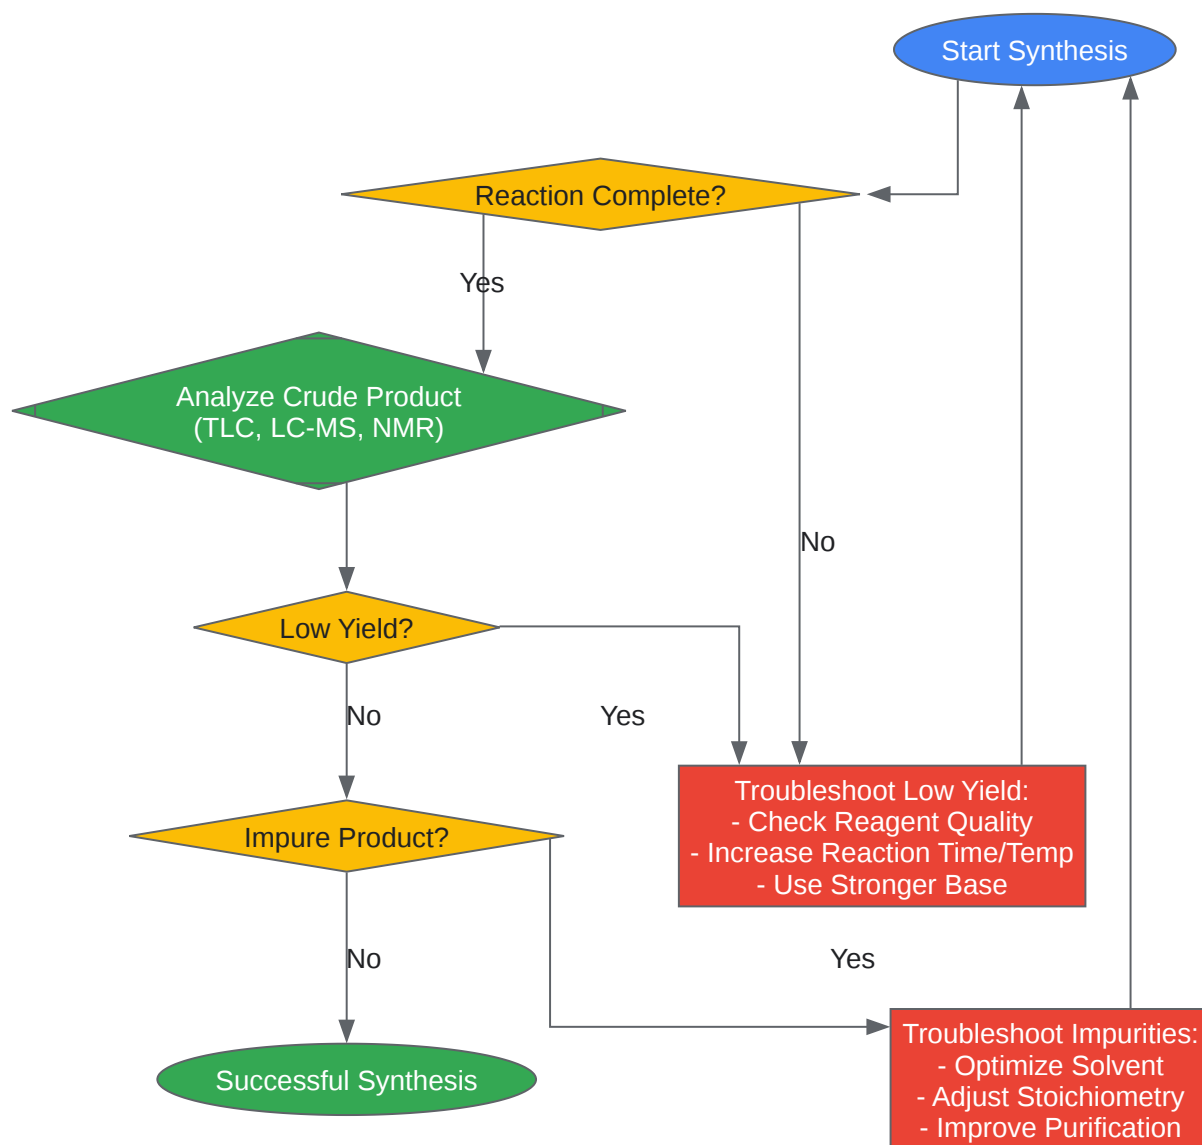 Start Synthesis
Reaction Complete?
Yes
Analyze Crude Product
(TLC, LC-MS, NMR)
No
Low Yield?
No
Yes
Troubleshoot Low Yield:
- Check Reagent Quality
- Increase Reaction Time/Temp
- Use Stronger Base
Impure Product?
No
Yes
Successful Synthesis
Troubleshoot Impurities:
- Optimize Solvent
- Adjust Stoichiometry
- Improve Purification